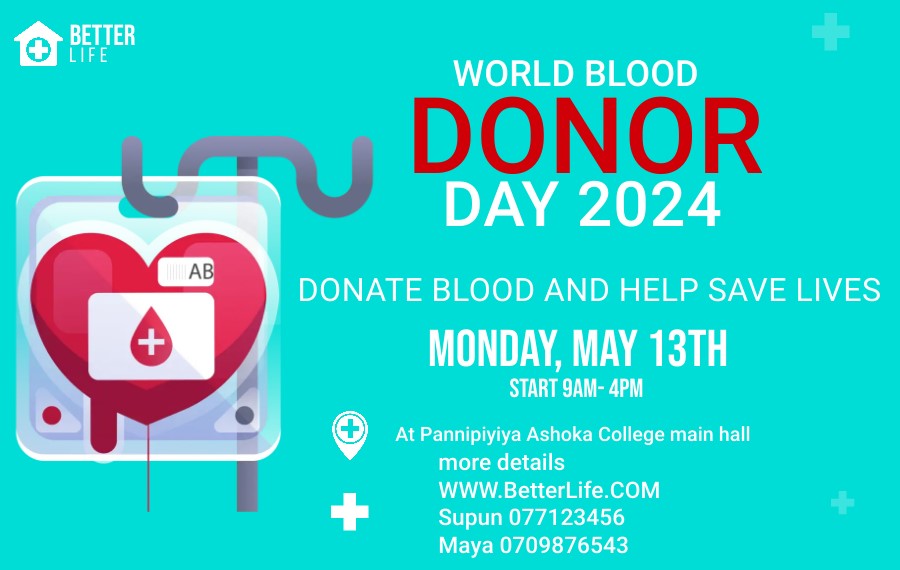 BETTER
LIFE
WORLD BLOOD
DONOR
DAY 2024
AB
DONATE BLOOD AND HELP SAVE LIVES
MONDAY, MAY 13TH
START 9AM- 4PM
At Pannipiyiya Ashoka College main hall
more details
WWW.BetterLife.COM
Supun 077123456
Maya 0709876543